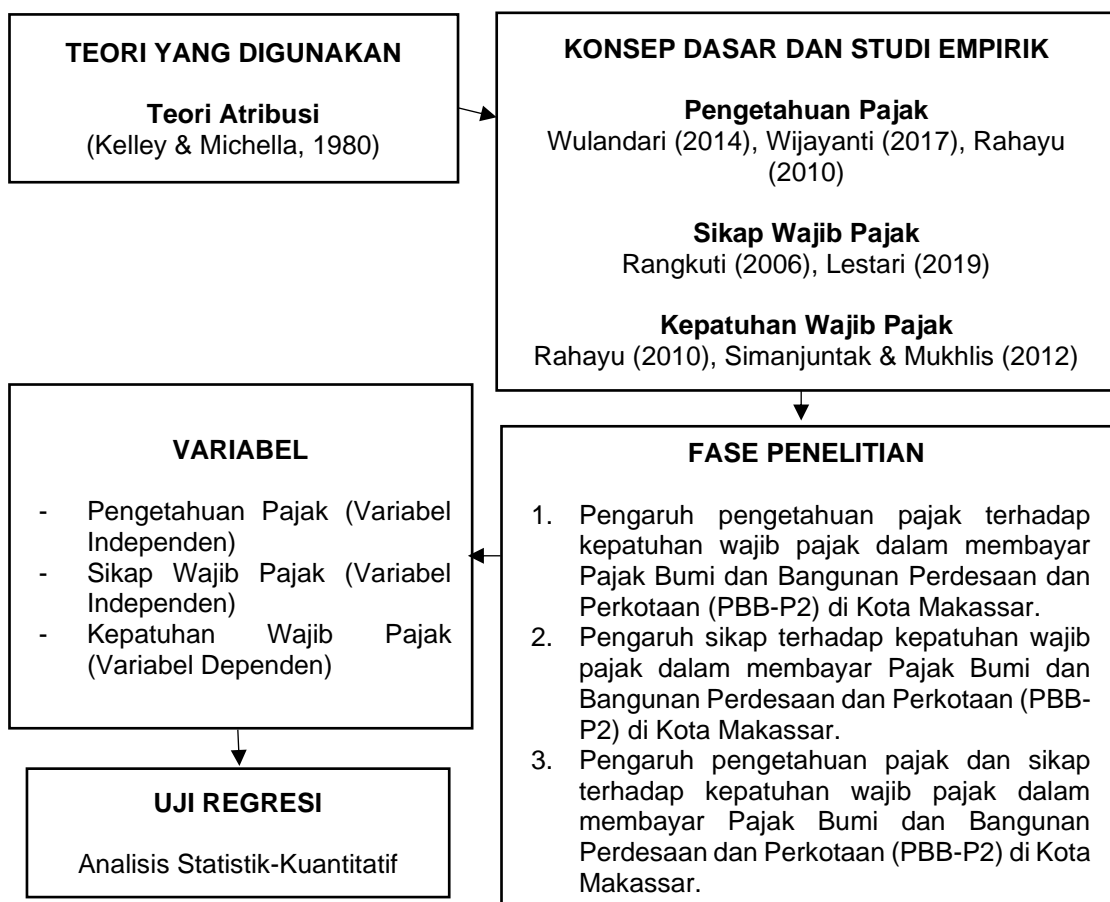 TEORI YANG DIGUNAKAN
Teori Atribusi
(Kelley & Michella, 1980)
KONSEP DASAR DAN STUDI EMPIRIK
Pengetahuan Pajak
Wulandari (2014), Wijayanti (2017), Rahayu
(2010)
Sikap Wajib Pajak
Rangkuti (2006), Lestari (2019)
Kepatuhan Wajib Pajak
Rahayu (2010), Simanjuntak & Mukhlis (2012)
FASE PENELITIAN
1. Pengaruh pengetahuan pajak terhadap
kepatuhan wajib pajak dalam membayar
Pajak Bumi dan Bangunan Perdesaan dan
Perkotaan (PBB-P2) di Kota Makassar.
2. Pengaruh sikap terhadap kepatuhan wajib
pajak dalam membayar Pajak Bumi dan
Bangunan Perdesaan dan Perkotaan (PBB-
P2) di Kota Makassar.
3. Pengaruh pengetahuan pajak dan sikap
terhadap kepatuhan wajib pajak dalam
membayar Pajak Bumi dan Bangunan
Perdesaan dan Perkotaan (PBB-P2) di Kota
Makassar.
VARIABEL
- Pengetahuan Pajak (Variabel
Independen)
- Sikap Wajib Pajak (Variabel
Independen)
- Kepatuhan Wajib Pajak
(Variabel Dependen)
UJI REGRESI
Analisis Statistik-Kuantitatif